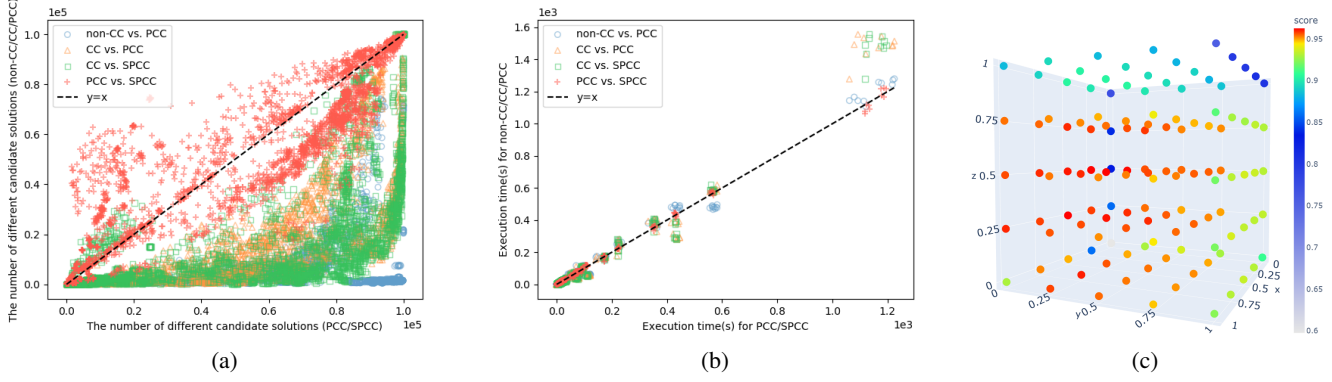 1e5
The number of different candidate solutions (non-CC/CC/PCC)
1.0
0.8
0.6
0.4
0.2
0.0
non-CC vs. PCC
CC vs. PCC
CC vs. SPCC
PCC vs. SPCC
y=x
0.0 0.2 0.4 0.6 0.8 1.0
1e5
The number of different candidate solutions (PCC/SPCC)
(a)
1e3
Execution time(s) for non-CC/CC/PCC
1.6
1.4
1.2
1.0
0.8
0.6
0.4
0.2
0.0
non-CC vs. PCC
CC vs. PCC
CC vs. SPCC
PCC vs. SPCC
y=x
0.0 0.2 0.4 0.6 0.8 1.0 1.2
1e3
Execution time(s) for PCC/SPCC
(b)
score
0.95
0.9
0.85
0.8
0.75
0.7
0.65
0.6
1
0.75
z 0.5
0.25
0
0 0.25 0.5 0.75 1
y
0
0.25
0.5
x
0.75
1
(c)